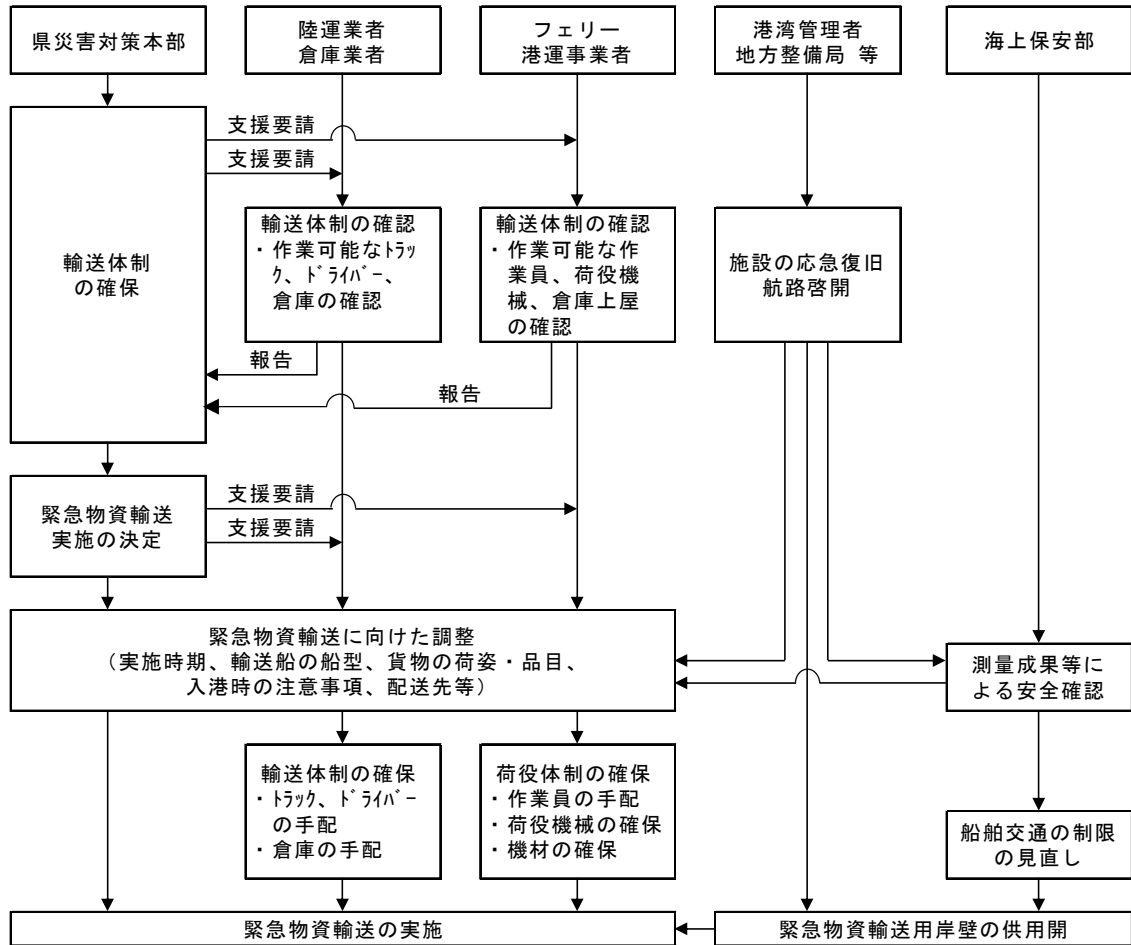 県災害対策本部
陸運業者
倉庫業者
フェリー
港運事業者
港湾管理者
地方整備局 等
海上保安部
支援要請
支援要請
輸送体制
の確保
輸送体制の確認
・作業可能なﾄﾗｯ
ｸ、ﾄﾞﾗｲﾊﾞｰ、
倉庫の確認
輸送体制の確認
・作業可能な作
業員、荷役機
械、倉庫上屋
の確認
施設の応急復旧
航路啓開
報告
報告
緊急物資輸送
実施の決定
支援要請
支援要請
緊急物資輸送に向けた調整
（実施時期、輸送船の船型、貨物の荷姿・品目、
入港時の注意事項、配送先等）
測量成果等に
よる安全確認
輸送体制の確保
・ﾄﾗｯｸ、ﾄﾞﾗｲﾊﾞｰ
の手配
・倉庫の手配
荷役体制の確保
・作業員の手配
・荷役機械の確保
・機材の確保
船舶交通の制限
の見直し
緊急物資輸送の実施
緊急物資輸送用岸壁の供用開